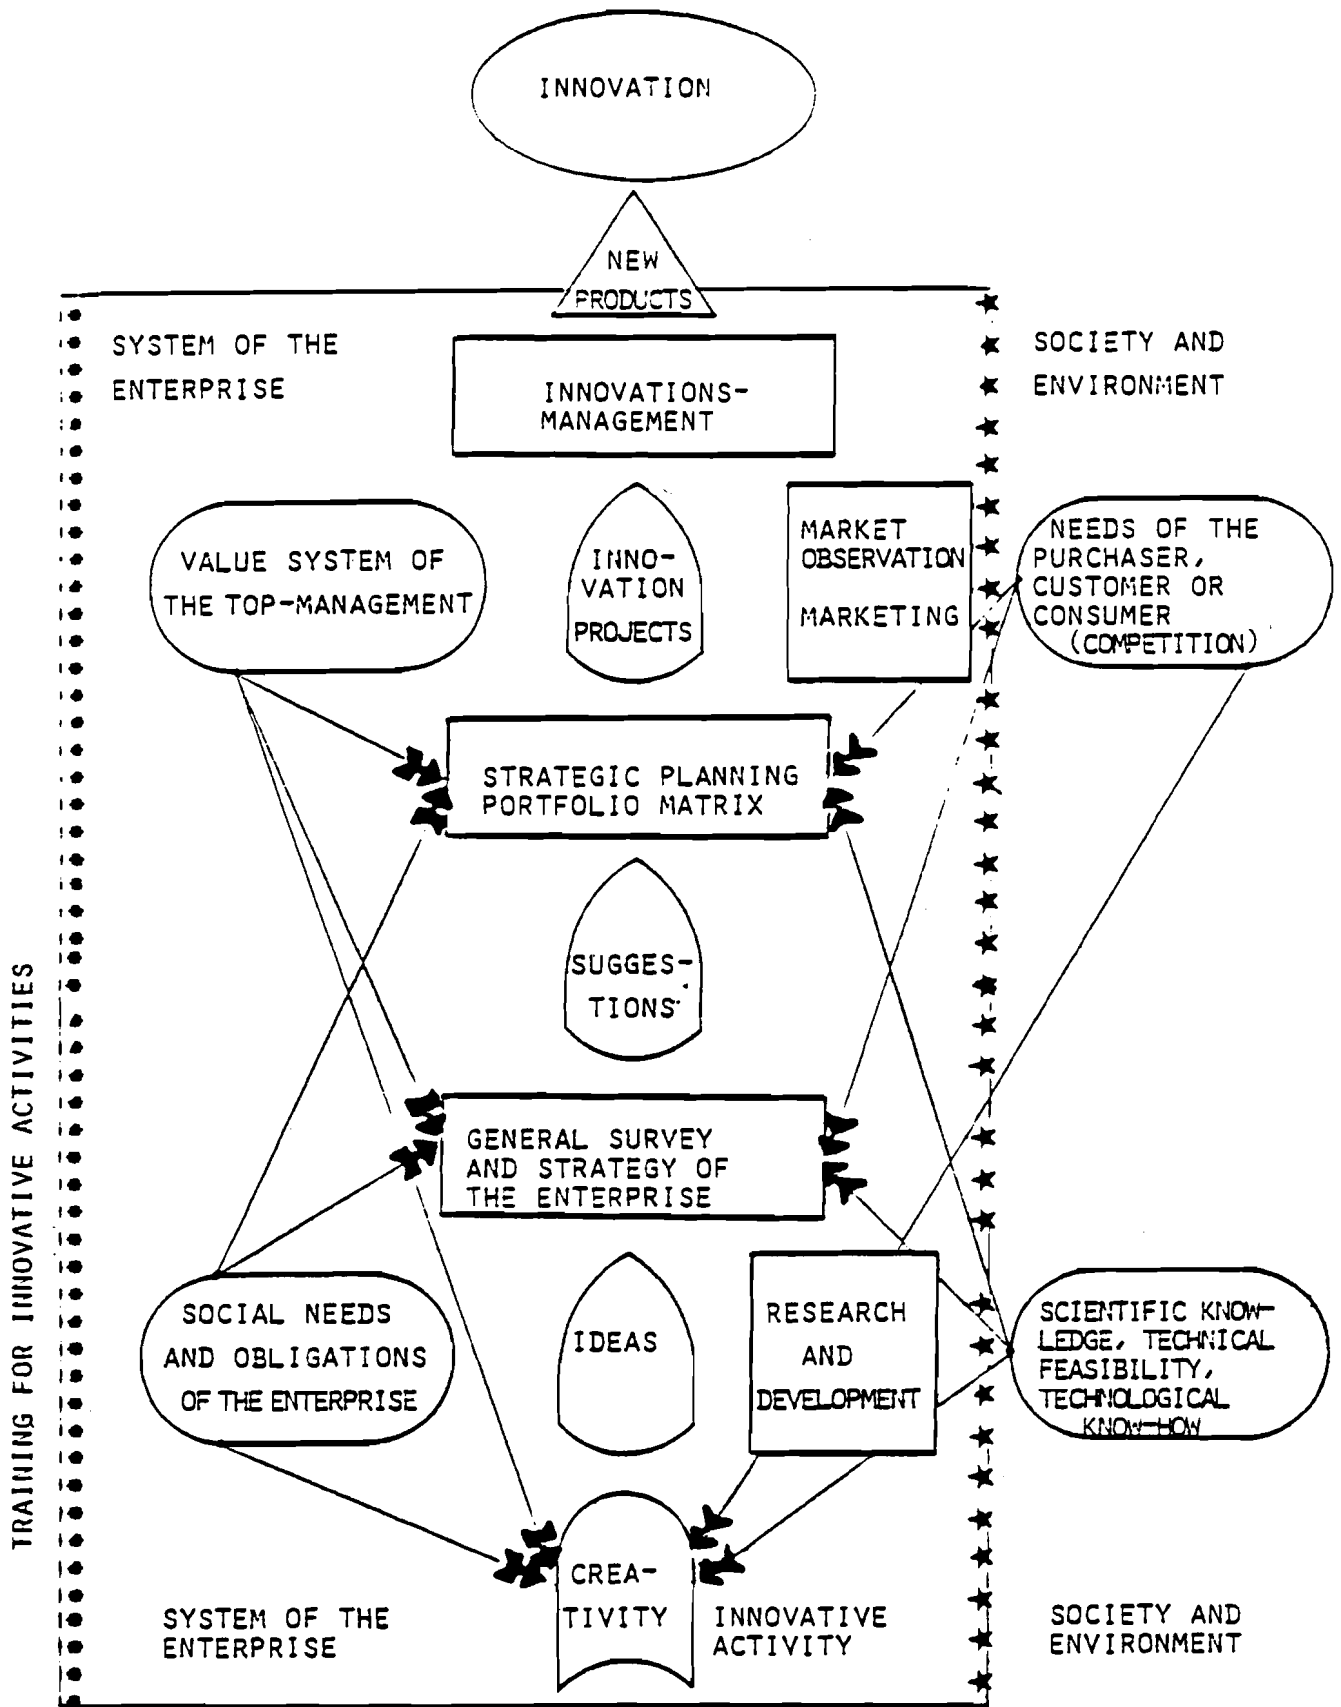 INNOVATION
NEW
PRODUCTS
SYSTEM OF THE
ENTERPRISE
INNOVATIONS-
MANAGEMENT
SOCIETY AND
ENVIRONMENT
VALUE SYSTEM OF
THE TOP-MANAGEMENT
INNO-
VATION
PROJECTS
MARKET
OBSERVATION
MARKETING
NEEDS OF THE
PURCHASER,
CUSTOMER OR
CONSUMER
(COMPETITION)
STRATEGIC PLANNING
PORTFOLIO MATRIX
SUGGES-
TIONS
GENERAL SURVEY
AND STRATEGY OF
THE ENTERPRISE
SOCIAL NEEDS
AND OBLIGATIONS
OF THE ENTERPRISE
IDEAS
RESEARCH
AND
DEVELOPMENT
SCIENTIFIC KNOW-
LEDGE, TECHNICAL
FEASIBILITY,
TECHNOLOGICAL
KNOW-HOW
CREA-
TIVITY
SYSTEM OF THE
ENTERPRISE
INNOVATIVE
ACTIVITY
SOCIETY AND
ENVIRONMENT
TRAINING FOR INNOVATIVE ACTIVITIES